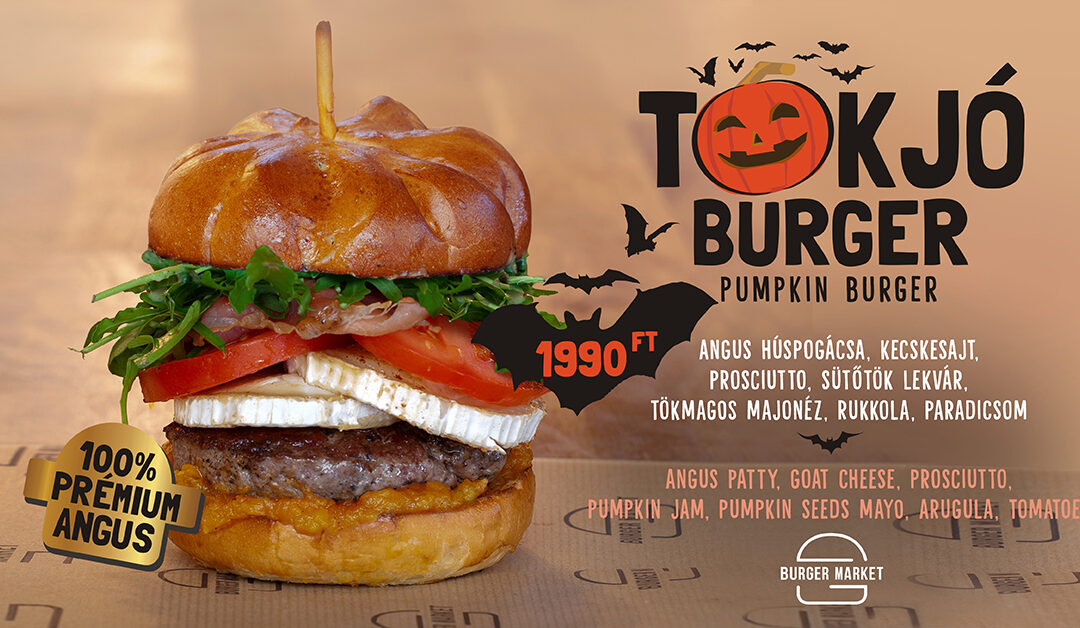 TÖKJÓ
BURGER
PUMPKIN BURGER
1990 FT
ANGUS HÚSPOGÁCSA, KECSKESAJT,
PROSCIUTTO, SÜTŐTÖK LEKVÁR,
TÖKMAGOS MAJONÉZ, RUKKOLA, PARADICSOM
ANGUS PATTY, GOAT CHEESE, PROSCIUTTO,
PUMPKIN JAM, PUMPKIN SEEDS MAYO, ARUGULA, TOMATOE
100%
PRÉMIUM
ANGUS
BURGER MARKET